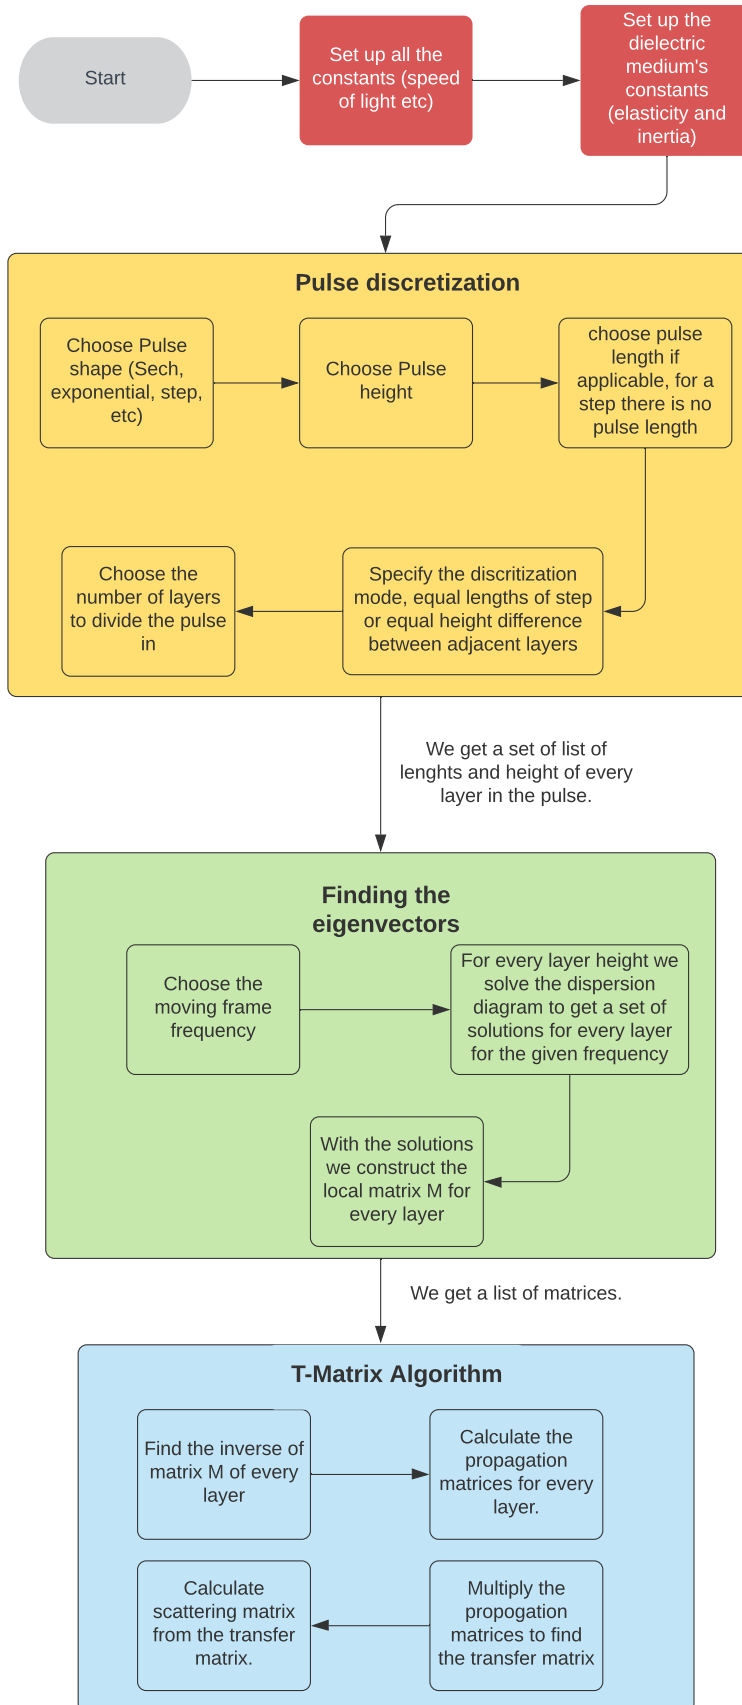 Start
Set up all the
constants (speed
of light etc)
Set up the
dielectric
medium's
constants
(elasticity and
inertia)
Pulse discretization
Choose Pulse
shape (Sech,
exponential, step,
etc)
Choose Pulse
height
choose pulse
length if
applicable, for a
step there is no
pulse length
Specify the discritization
mode, equal lengths of step
or equal height difference
between adjacent layers
Choose the
number of layers
to divide the pulse
in
We get a set of list of
lenghts and height of every
layer in the pulse.
Finding the
eigenvectors
Choose the
moving frame
frequency
For every layer height we
solve the dispersion
diagram to get a set of
solutions for every layer
for the given frequency
With the solutions
we construct the
local matrix M for
every layer
We get a list of matrices.
T-Matrix Algorithm
Find the inverse of
matrix M of every
layer
Calculate the
propagation
matrices for every
layer.
Multiply the
propogation
matrices to find
the transfer matrix
Calculate
scattering matrix
from the transfer
matrix.